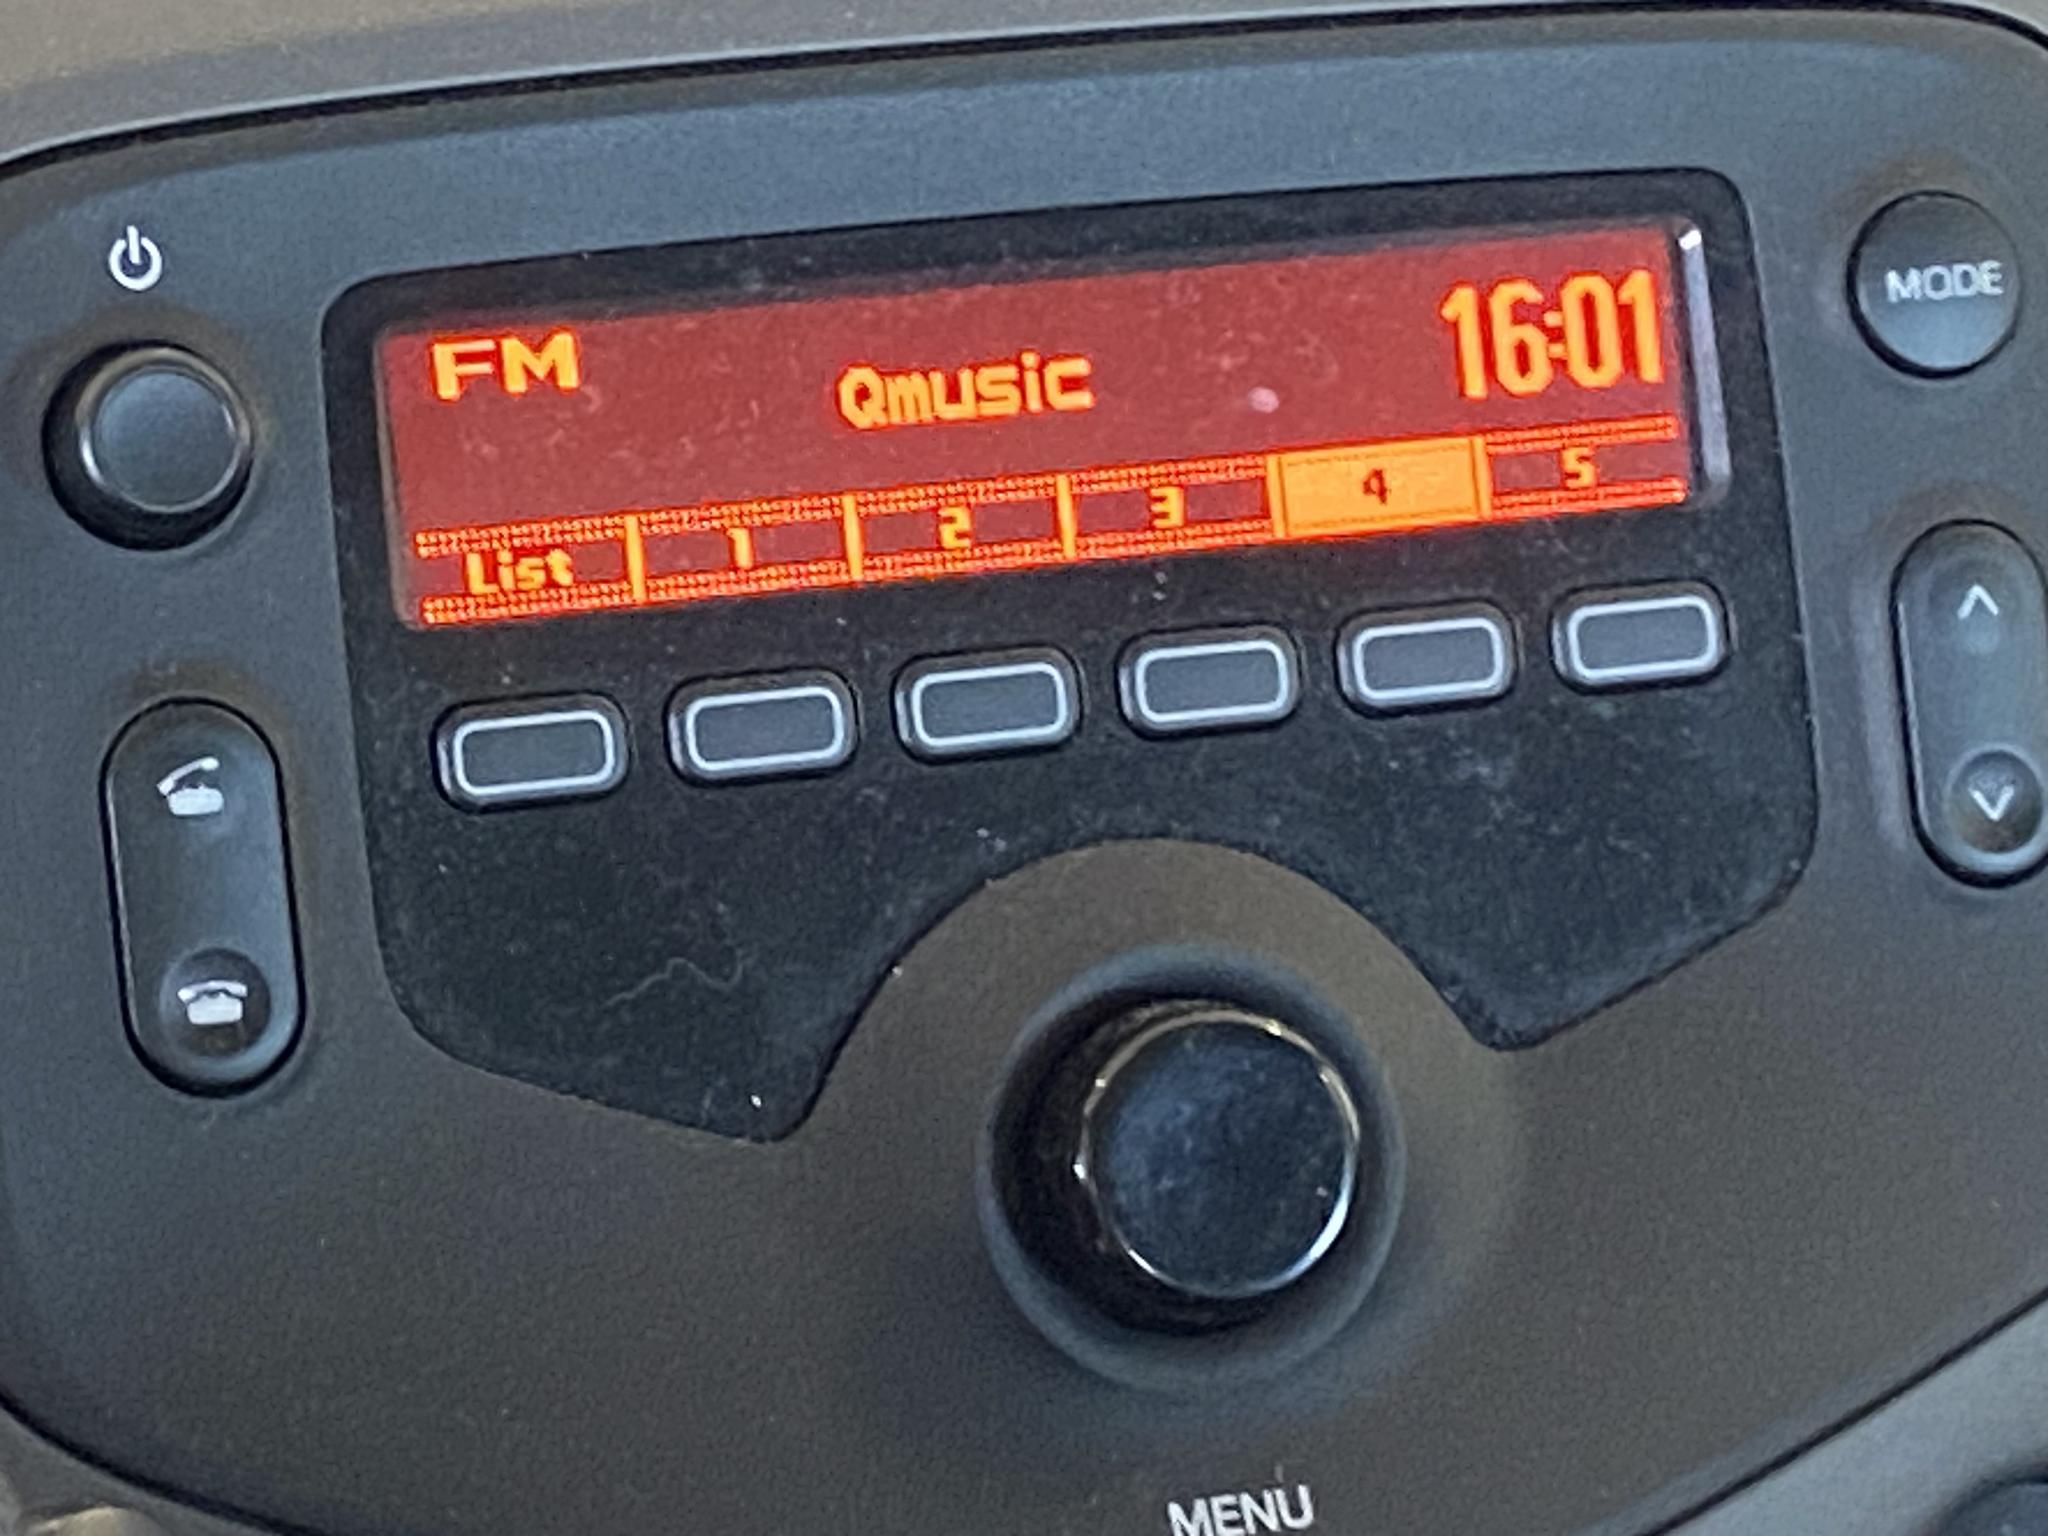 FM Qmusic 16:01
List 1 2 3 4 5
MODE
MENU